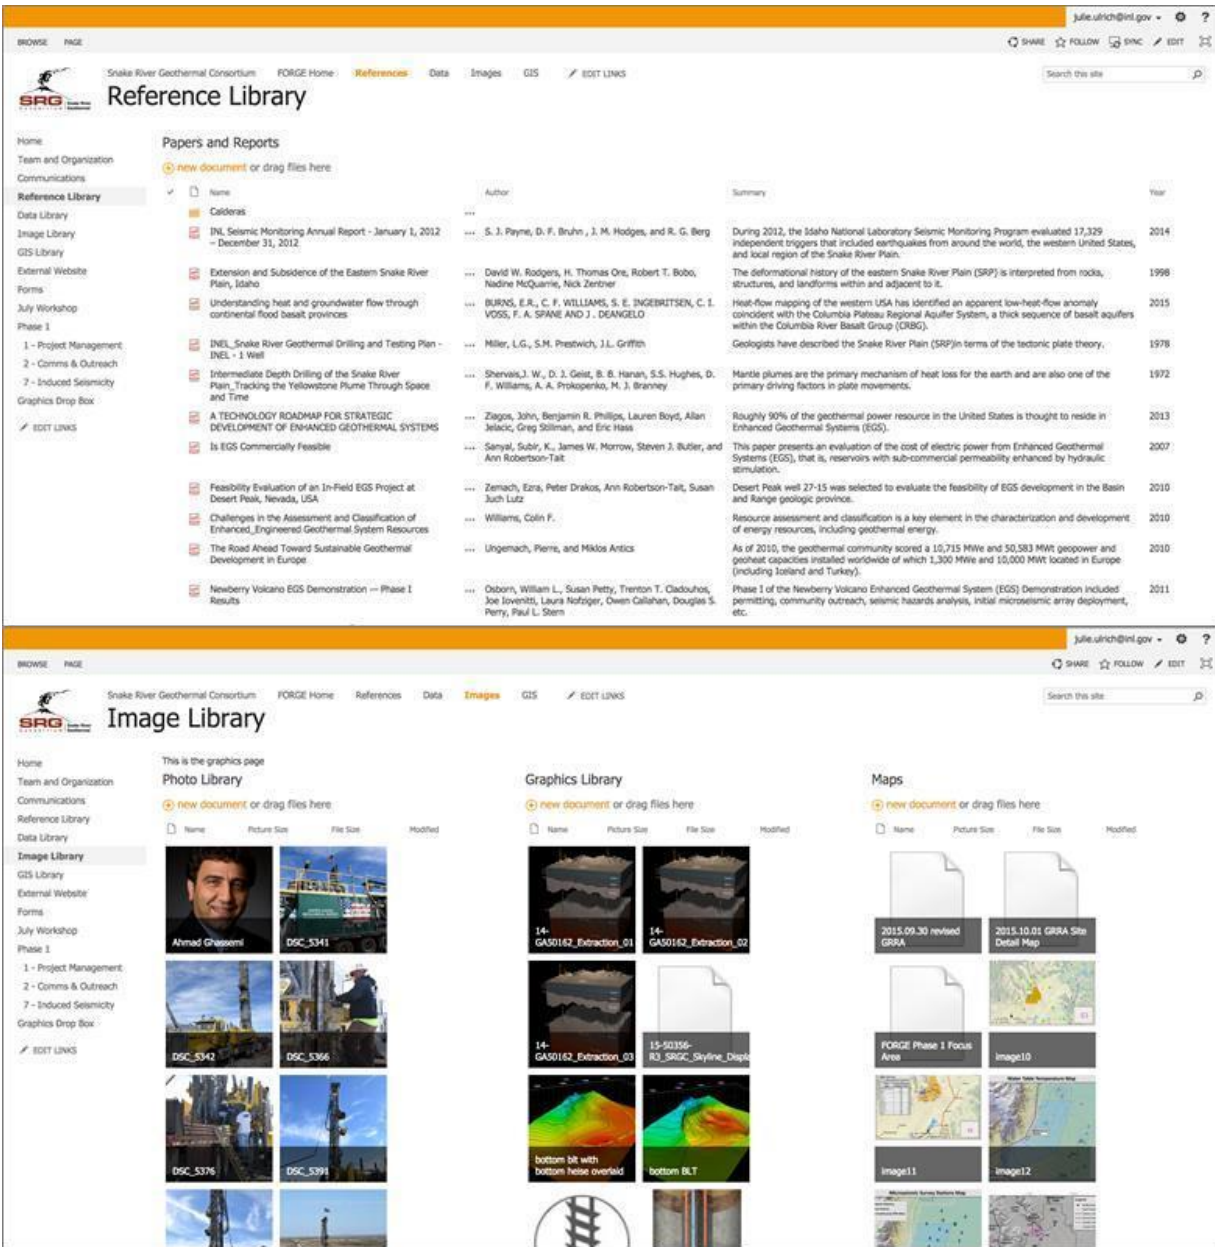 julie.ulrich@inl.gov
?
BROWSE PAGE
SHARE FOLLOW SYNC EDIT
Snake River Geothermal Consortium FORGE Home References Data Images GIS EDIT LINKS
Search this site
SRG
Reference Library
Home
Team and Organization
Communications
Reference Library
Data Library
Image Library
GIS Library
External Website
Forms
July Workshop
Phase 1
1 - Project Management
2 - Comms & Outreach
7 - Induced Seismicity
Graphics Drop Box
EDIT LINKS
Papers and Reports
new document or drag files here
Name Author Summary Year
Calderas ...
INL Seismic Monitoring Annual Report - January 1, 2012 ... S. J. Payne, D. F. Bruhn , J. M. Hodges, and R. G. Berg During 2012, the Idaho National Laboratory Seismic Monitoring Program evaluated 17,329 2014
– December 31, 2012 independent triggers that included earthquakes from around the world, the western United States,
and local region of the Snake River Plain.
Extension and Subsidence of the Eastern Snake River ... David W. Rodgers, H. Thomas Ore, Robert T. Bobo, The deformational history of the eastern Snake River Plain (SRP) is interpreted from rocks, 1998
Plain, Idaho Nadine McQuarrie, Nick Zentner structures, and landforms within and adjacent to it.
Understanding heat and groundwater flow through ... BURNS, E.R., C. F. WILLIAMS, S. E. INGEBRITSEN, C. I. Heat-flow mapping of the western USA has identified an apparent low-heat-flow anomaly 2015
continental flood basalt provinces VOSS, F. A. SPANE AND J . DEANGELO coincident with the Columbia Plateau Regional Aquifer System, a thick sequence of basalt aquifers
within the Columbia River Basalt Group (CRBG).
INEL_Snake River Geothermal Drilling and Testing Plan - ... Miller, L.G., S.M. Prestwich, J.L. Griffith Geologists have described the Snake River Plain (SRP)in terms of the tectonic plate theory. 1978
INEL - 1 Well
Intermediate Depth Drilling of the Snake River ... Shervais,J. W., D. J. Geist, B. B. Hanan, S.S. Hughes, D. Mantle plumes are the primary mechanism of heat loss for the earth and are also one of the 1972
Plain_Tracking the Yellowstone Plume Through Space F. Williams, A. A. Prokopenko, M. J. Branney primary driving factors in plate movements.
and Time
A TECHNOLOGY ROADMAP FOR STRATEGIC ... Ziagos, John, Benjamin R. Phillips, Lauren Boyd, Allan Roughly 90% of the geothermal power resource in the United States is thought to reside in 2013
DEVELOPMENT OF ENHANCED GEOTHERMAL SYSTEMS Jelacic, Greg Stillman, and Eric Hass Enhanced Geothermal Systems (EGS).
Is EGS Commercially Feasible ... Sanyal, Subir, K., James W. Morrow, Steven J. Butler, and This paper presents an evaluation of the cost of electric power from Enhanced Geothermal 2007
Ann Robertson-Tait Systems (EGS), that is, reservoirs with sub-commercial permeability enhanced by hydraulic
stimulation.
Feasibility Evaluation of an In-Field EGS Project at ... Zemach, Ezra, Peter Drakos, Ann Robertson-Tait, Susan Desert Peak well 27-15 was selected to evaluate the feasibility of EGS development in the Basin 2010
Desert Peak, Nevada, USA Juch Lutz and Range geologic province.
Challenges in the Assessment and Classification of ... Williams, Colin F. Resource assessment and classification is a key element in the characterization and development 2010
Enhanced_Engineered Geothermal System Resources of energy resources, including geothermal energy.
The Road Ahead Toward Sustainable Geothermal ... Ungemach, Pierre, and Miklos Antics As of 2010, the geothermal community scored a 10,715 MWe and 50,583 MWt geopower and 2010
Development in Europe geoheat capacities installed worldwide of which 1,300 MWe and 10,000 MWt located in Europe
(including Iceland and Turkey).
Newberry Volcano EGS Demonstration — Phase I ... Osborn, William L., Susan Petty, Trenton T. Cladouhos, Phase I of the Newberry Volcano Enhanced Geothermal System (EGS) Demonstration included 2011
Results Joe Iovenitti, Laura Nofziger, Owen Callahan, Douglas S. permitting, community outreach, seismic hazards analysis, initial microseismic array deployment,
Perry, Paul L. Stern etc.
julie.ulrich@inl.gov
?
BROWSE PAGE
SHARE FOLLOW EDIT
Snake River Geothermal Consortium FORGE Home References Data Images GIS EDIT LINKS
Search this site
SRG
Image Library
Home
Team and Organization
Communications
Reference Library
Data Library
Image Library
GIS Library
External Website
Forms
July Workshop
Phase 1
1 - Project Management
2 - Comms & Outreach
7 - Induced Seismicity
Graphics Drop Box
EDIT LINKS
This is the graphics page
Photo Library
new document or drag files here
Name Picture Size File Size Modified
Ahmad Ghassemi DSC_5341
DSC_5342 DSC_5366
DSC_5376 DSC_5391
Graphics Library
new document or drag files here
Name Picture Size File Size Modified
14- 14-
GA50162_Extraction_01 GA50162_Extraction_02
14- 15-50356-
GA50162_Extraction_03 R3_SRGC_Skyline_Displa
bottom blt with
bottom heise overlaid bottom BLT
Maps
new document or drag files here
Name Picture Size File Size Modified
2015.09.30 revised 2015.10.01 GRRA Site
GRRA Detail Map
FORGE Phase 1 Focus
Area image10
Water Table Temperature Map
image11 image12
Microseismic Survey Stations Map